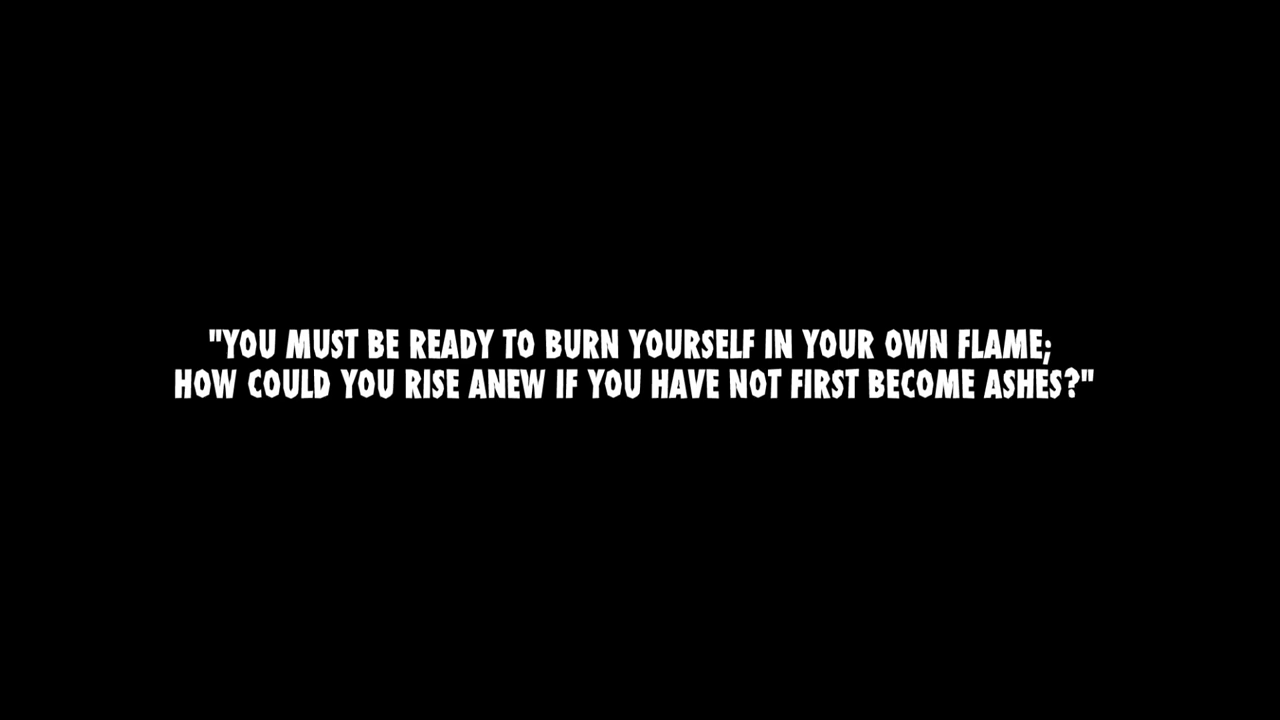 "YOU MUST BE READY TO BURN YOURSELF IN YOUR OWN FLAME;
HOW COULD YOU RISE ANEW IF YOU HAVE NOT FIRST BECOME ASHES?"